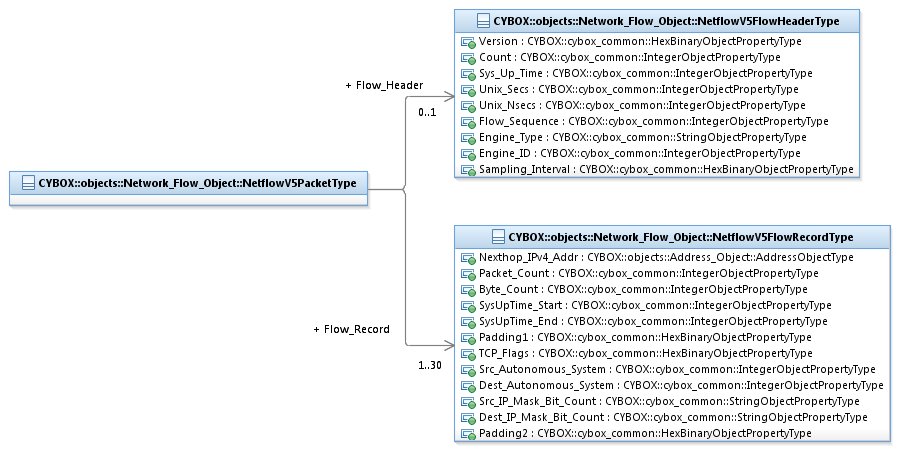 CYBOX::objects::Network_Flow_Object::NetflowV5FlowHeaderType
Version : CYBOX::cybox_common::HexBinaryObjectPropertyType
Count : CYBOX::cybox_common::IntegerObjectPropertyType
Sys_Up_Time : CYBOX::cybox_common::IntegerObjectPropertyType
Unix_Secs : CYBOX::cybox_common::IntegerObjectPropertyType
Unix_Nsecs : CYBOX::cybox_common::IntegerObjectPropertyType
Flow_Sequence : CYBOX::cybox_common::IntegerObjectPropertyType
Engine_Type : CYBOX::cybox_common::StringObjectPropertyType
Engine_ID : CYBOX::cybox_common::IntegerObjectPropertyType
Sampling_Interval : CYBOX::cybox_common::HexBinaryObjectPropertyType
+ Flow_Header
0..1
CYBOX::objects::Network_Flow_Object::NetflowV5PacketType
+ Flow_Record
1..30
CYBOX::objects::Network_Flow_Object::NetflowV5FlowRecordType
Nexthop_IPv4_Addr : CYBOX::objects::Address_Object::AddressObjectType
Packet_Count : CYBOX::cybox_common::IntegerObjectPropertyType
Byte_Count : CYBOX::cybox_common::IntegerObjectPropertyType
SysUpTime_Start : CYBOX::cybox_common::IntegerObjectPropertyType
SysUpTime_End : CYBOX::cybox_common::IntegerObjectPropertyType
Padding1 : CYBOX::cybox_common::HexBinaryObjectPropertyType
TCP_Flags : CYBOX::cybox_common::HexBinaryObjectPropertyType
Src_Autonomous_System : CYBOX::cybox_common::IntegerObjectPropertyType
Dest_Autonomous_System : CYBOX::cybox_common::IntegerObjectPropertyType
Src_IP_Mask_Bit_Count : CYBOX::cybox_common::StringObjectPropertyType
Dest_IP_Mask_Bit_Count : CYBOX::cybox_common::StringObjectPropertyType
Padding2 : CYBOX::cybox_common::HexBinaryObjectPropertyType